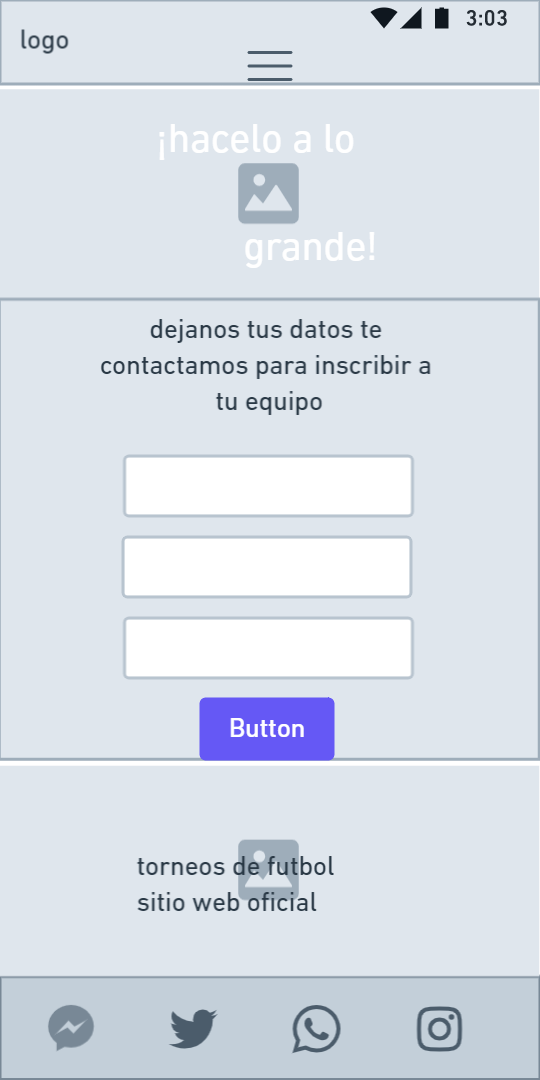 3:03
logo
¡hacelo a lo
grande!
dejanos tus datos te
contactamos para inscribir a
tu equipo
Button
torneos de futbol
sitio web oficial